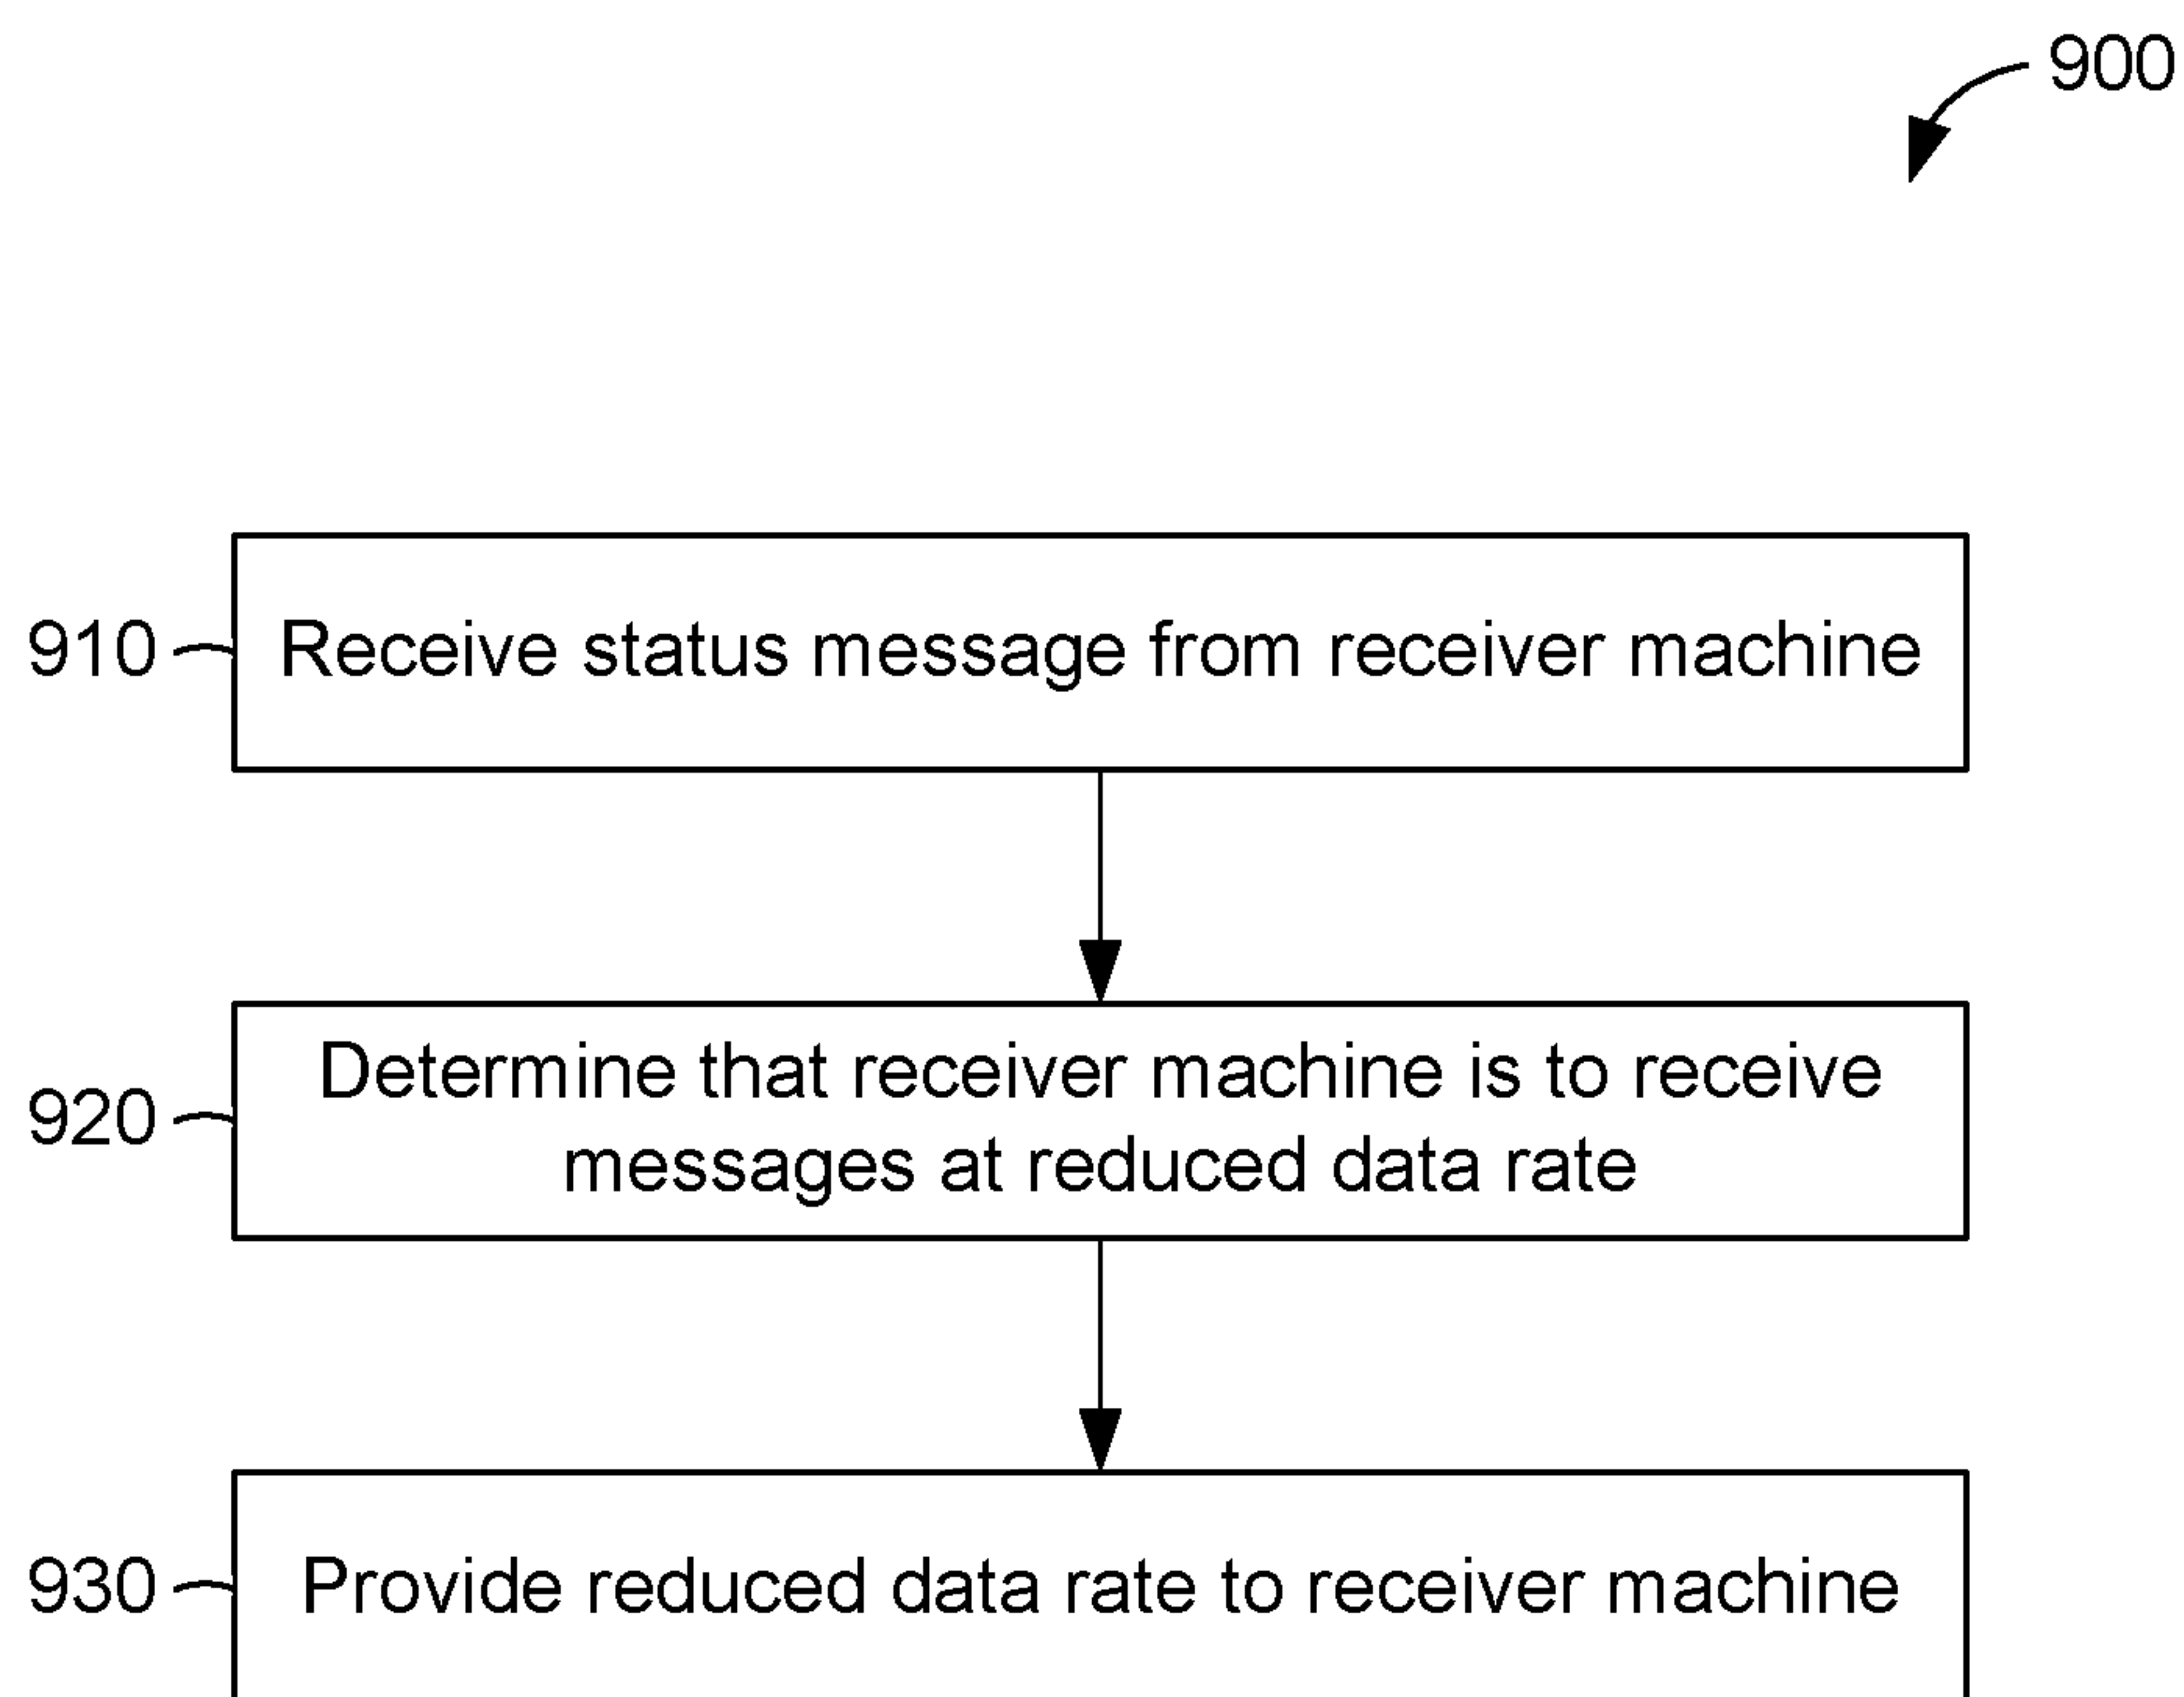 900
910
Receive status message from receiver machine
920
Determine that receiver machine is to receive
messages at reduced data rate
930
Provide reduced data rate to receiver machine